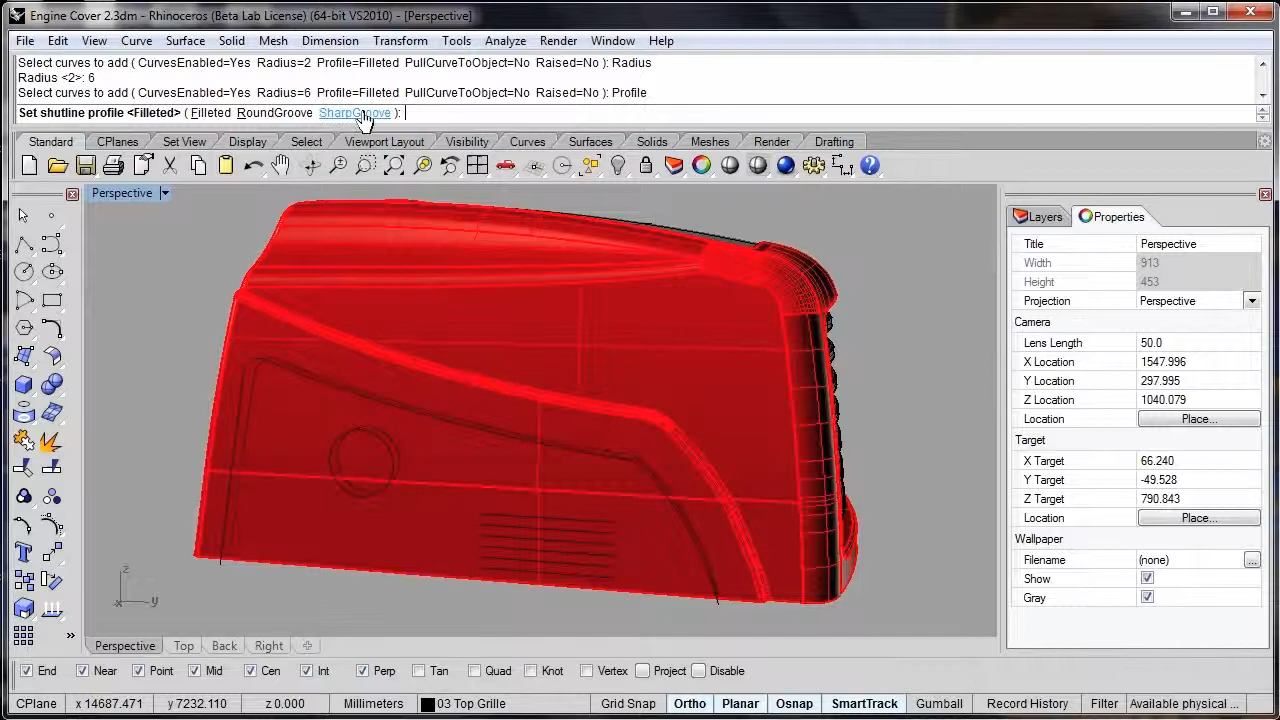 Engine Cover 2.3dm - Rhinoceros (Beta Lab License) (64-bit VS2010) - [Perspective]
File Edit View Curve Surface Solid Mesh Dimension Transform Tools Analyze Render Window Help
Select curves to add ( CurvesEnabled=Yes Radius=2 Profile=Filleted PullCurveToObject=No Raised=No ): Radius
Radius <2>: 6
Select curves to add ( CurvesEnabled=Yes Radius=6 Profile=Filleted PullCurveToObject=No Raised=No ): Profile
Set shutline profile <Filleted> ( Filleted RoundGroove SharpGroove ):
Standard CPlanes Set View Display Select Viewport Layout Visibility Curves Surfaces Solids Meshes Render Drafting
Perspective
Layers Properties
Title Perspective
Width 913
Height 453
Projection Perspective
Camera
Lens Length 50.0
X Location 1547.996
Y Location 297.995
Z Location 1040.079
Location Place...
Target
X Target 66.240
Y Target -49.528
Z Target 790.843
Location Place...
Wallpaper
Filename (none) ...
Show
Gray
z
x y
Perspective Top Back Right
End Near Point Mid Cen Int Perp Tan Quad Knot Vertex Project Disable
CPlane x 14687.471 y 7232.110 z 0.000 Millimeters 03 Top Grille Grid Snap Ortho Planar Osnap SmartTrack Gumball Record History Filter Available physical ...